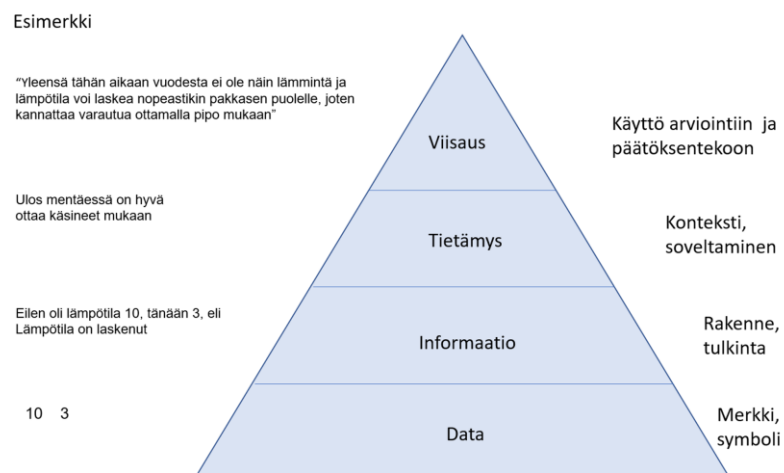 Esimerkki
“Yleensä tähän aikaan vuodesta ei ole näin lämmintä ja
lämpötila voi laskea nopeastikin pakkasen puolelle, joten
kannattaa varautua ottamalla pipo mukaan”
Viisaus
Käyttö arviointiin ja
päätöksentekoon
Ulos mentäessä on hyvä
ottaa käsineet mukaan
Tietämys
Konteksti,
soveltaminen
Eilen oli lämpötila 10, tänään 3, eli
Lämpötila on laskenut
Informaatio
Rakenne,
tulkinta
10 3
Data
Merkki,
symboli